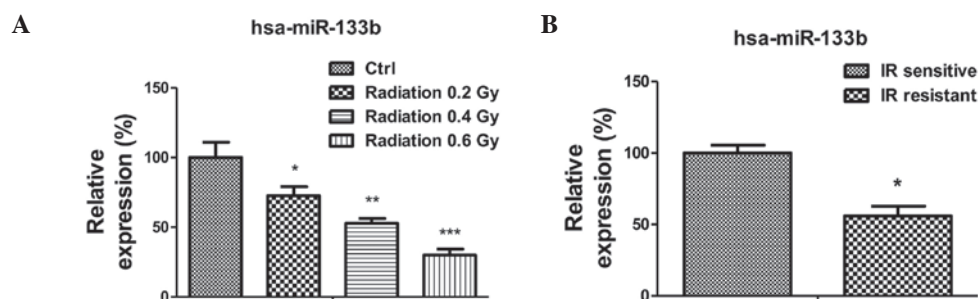 A
hsa-miR-133b
Ctrl
Radiation 0.2 Gy
Radiation 0.4 Gy
Radiation 0.6 Gy
Relative
expression (%)
150
100
50
0
*
**
***
B
hsa-miR-133b
IR sensitive
IR resistant
Relative
expression (%)
150
100
50
0
*